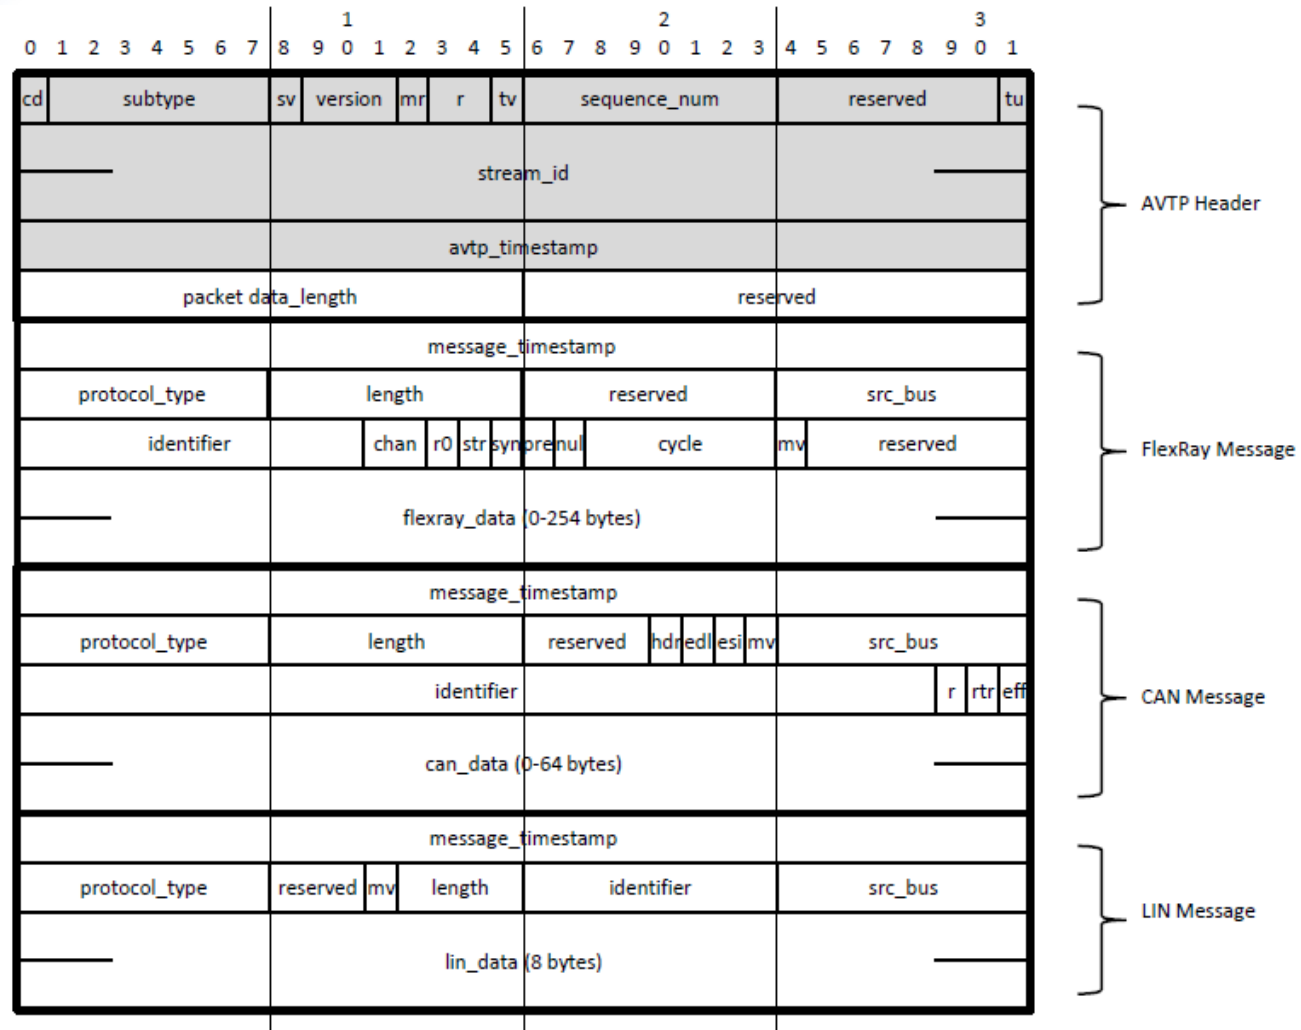 1 2 3
0 1 2 3 4 5 6 7 8 9 0 1 2 3 4 5 6 7 8 9 0 1 2 3 4 5 6 7 8 9 0 1
cd subtype sv version mr r tv sequence_num reserved tu
stream_id
AVTP Header
avtp_timestamp
packet data_length reserved
message_timestamp
protocol_type length reserved src_bus
identifier chan r0 str syn pre nul cycle mv reserved
FlexRay Message
flexray_data (0-254 bytes)
message_timestamp
protocol_type length reserved hdr edl esi mv src_bus
identifier r rtr eff
CAN Message
can_data (0-64 bytes)
message_timestamp
protocol_type reserved mv length identifier src_bus
LIN Message
lin_data (8 bytes)